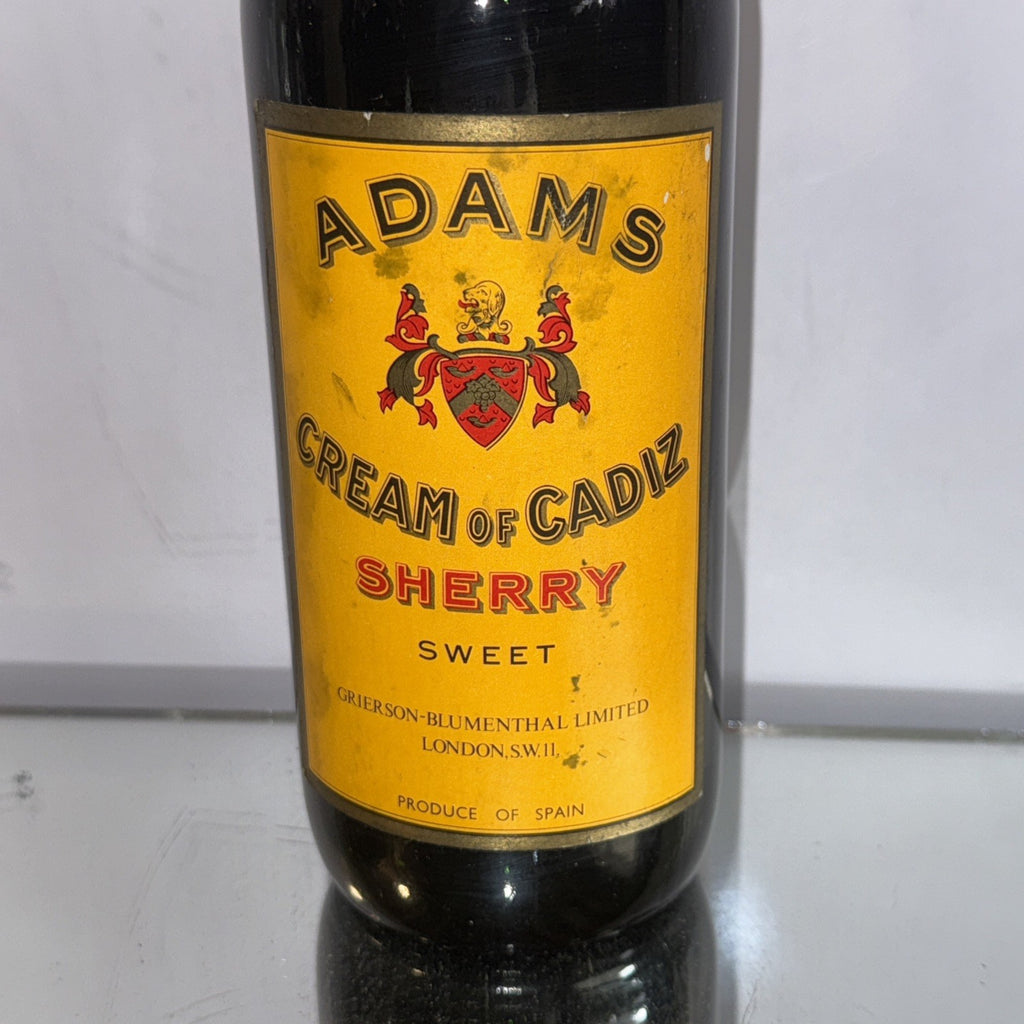 ADAMS
CREAM OF CADIZ
SHERRY
SWEET
GRIERSON-BLUMENTHAL LIMITED
LONDON, S.W.11.
PRODUCE OF SPAIN